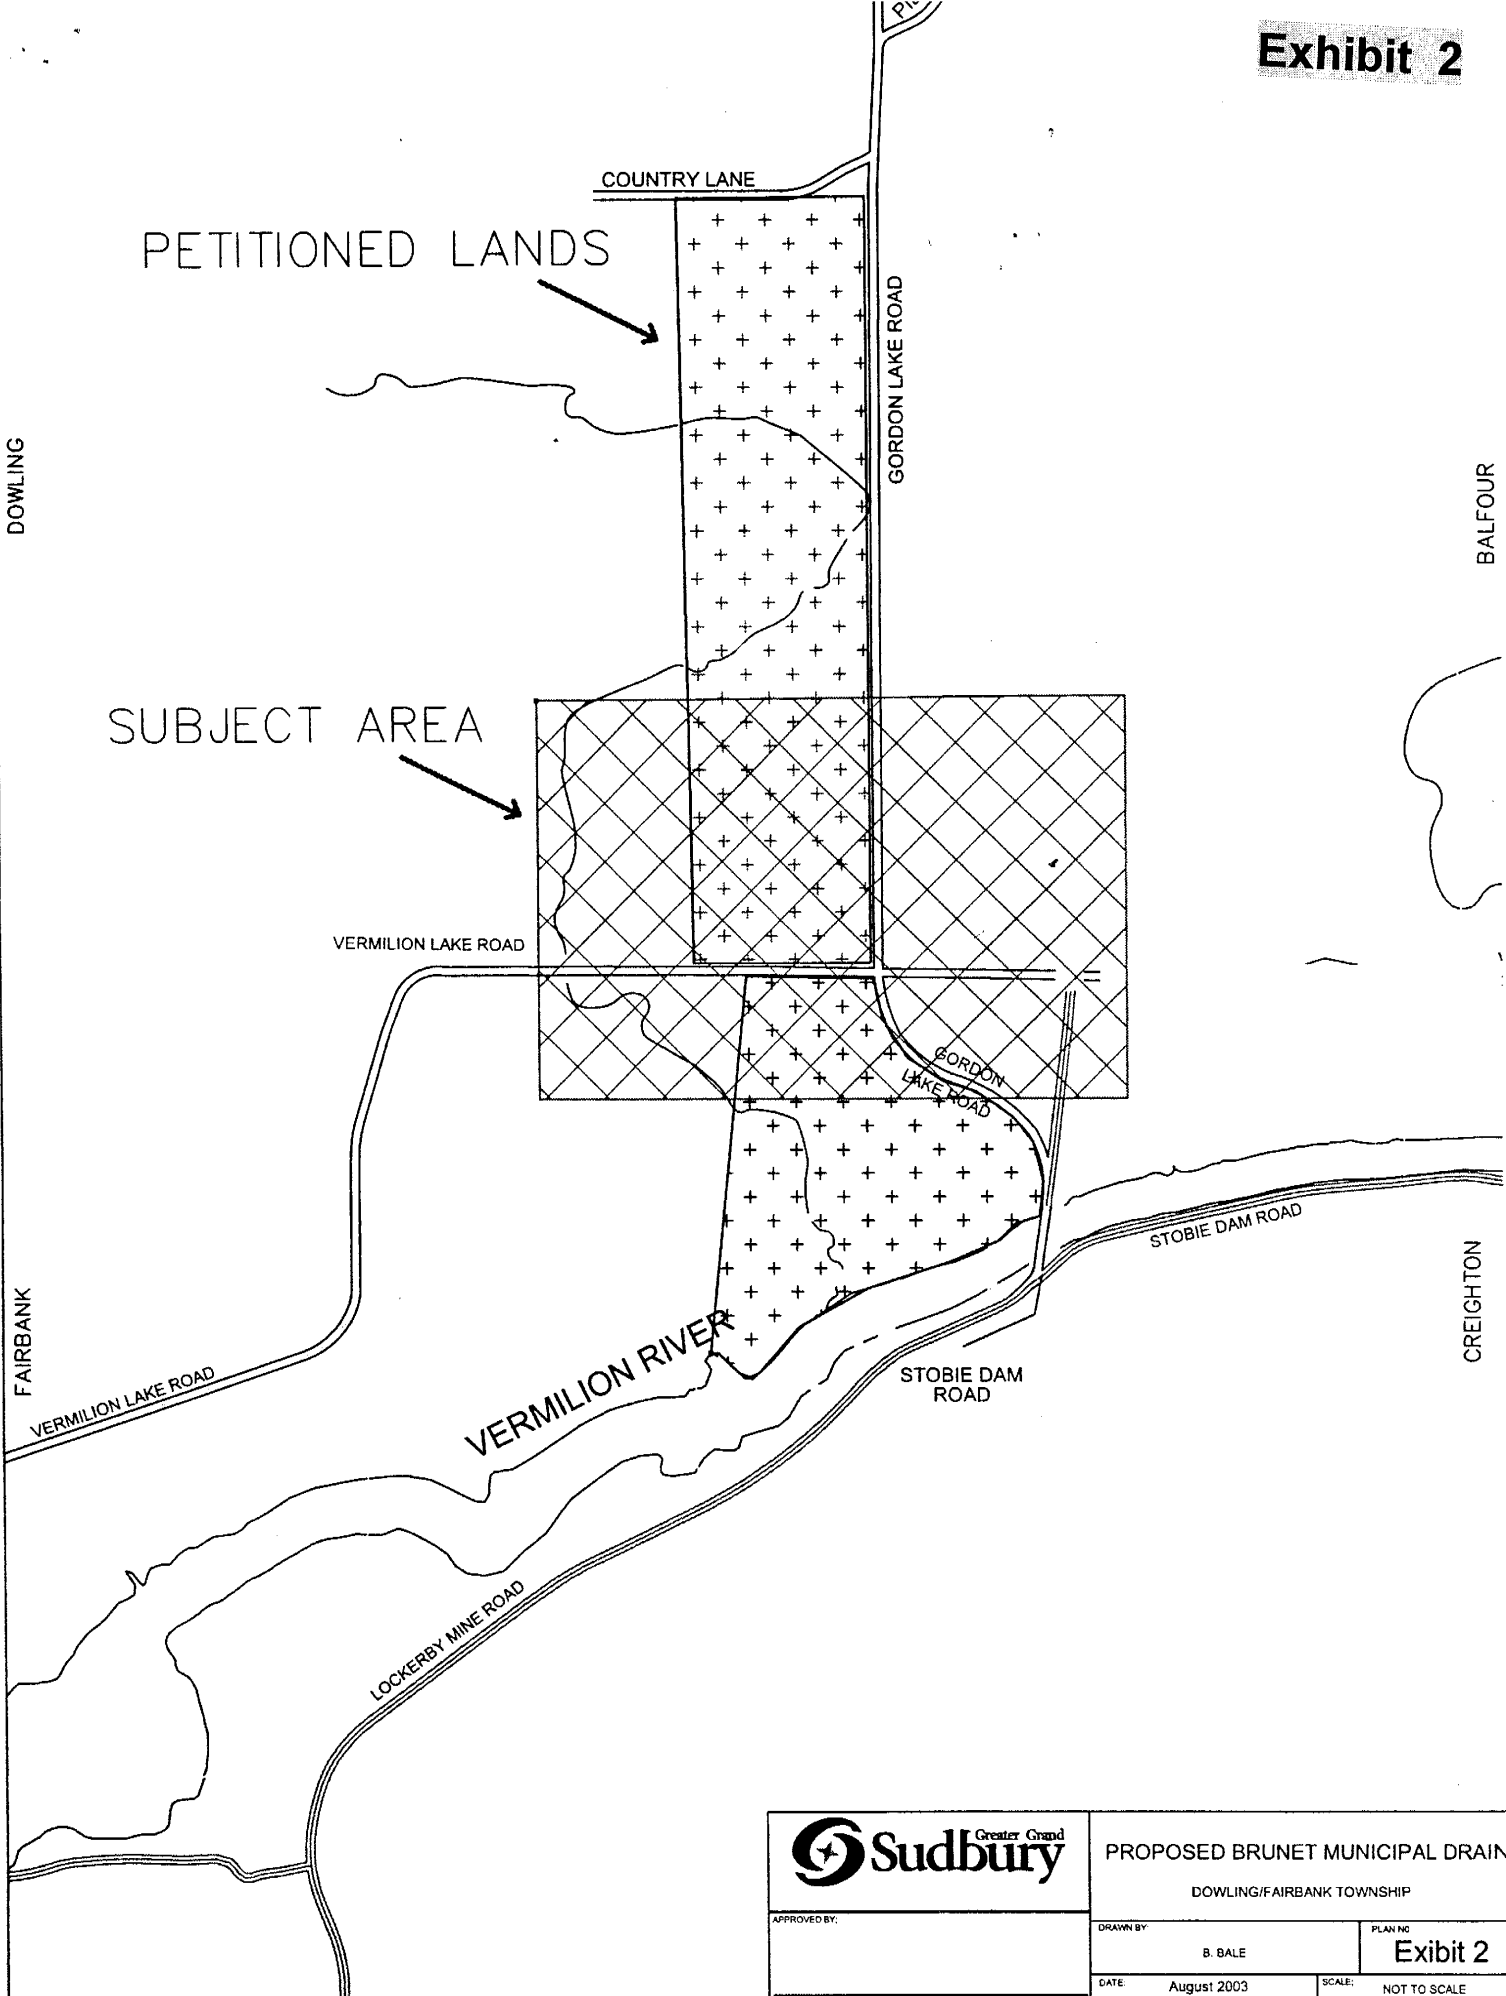 Exhibit 2
COUNTRY LANE
PETITIONED LANDS
GORDON LAKE ROAD
DOWLING
BALFOUR
SUBJECT AREA
VERMILION LAKE ROAD
GORDON
LAKE ROAD
STOBIE DAM ROAD
CREIGHTON
FAIRBANK
VERMILION RIVER
STOBIE DAM
ROAD
VERMILION LAKE ROAD
LOCKERBY MINE ROAD
Greater Grand
Sudbury
PROPOSED BRUNET MUNICIPAL DRAIN
DOWLING/FAIRBANK TOWNSHIP
APPROVED BY:
DRAWN BY:
B. BALE
PLAN NO
Exibit 2
DATE:
August 2003
SCALE:
NOT TO SCALE